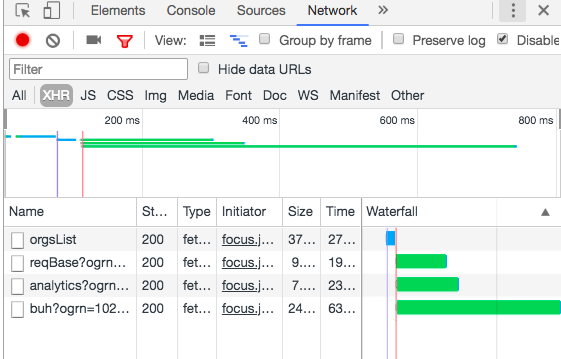 Elements Console Sources Network »
View: Group by frame Preserve log Disable
Filter Hide data URLs
All XHR JS CSS Img Media Font Doc WS Manifest Other
200 ms 400 ms 600 ms 800 ms
Name St... Type Initiator Size Time Waterfall ▲
orgsList 200 fet... focus.j... 37... 27...
reqBase?ogrn... 200 fet... focus.j... 9.... 19...
analytics?ogrn... 200 fet... focus.j... 7.... 23...
buh?ogrn=102... 200 fet... focus.j... 24... 63...